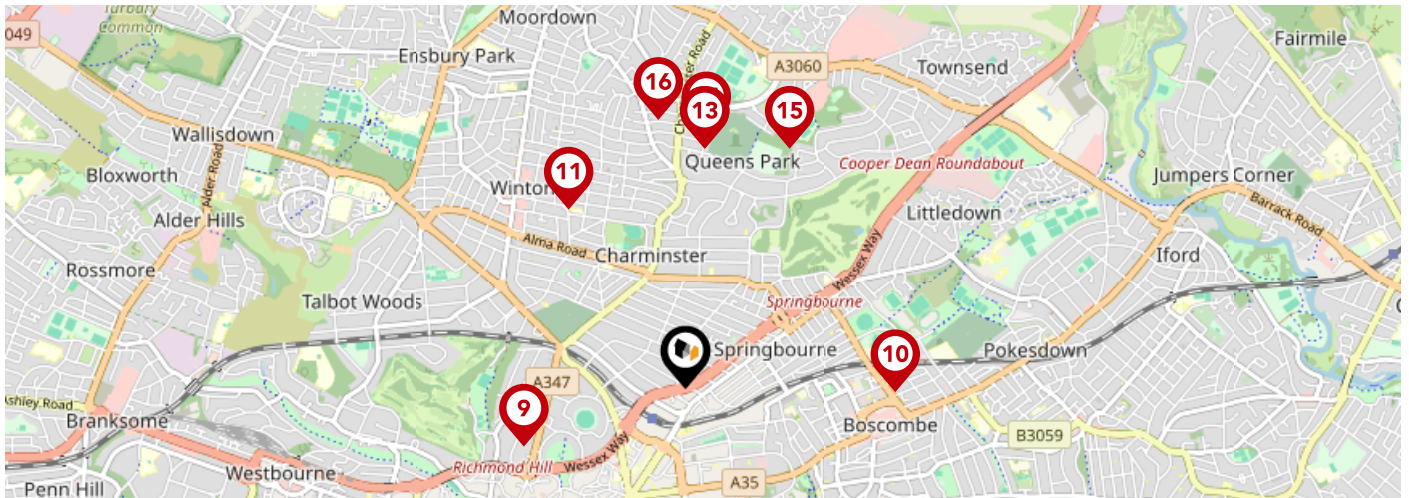 Turbary
Common
Moordown
049
Ensbury Park
Fairmile
A3060
Townsend
16
13
15
Wallisdown
Queens Park
Cooper Dean Roundabout
11
Bloxworth
Alder Road
Winton
Jumpers Corner
Alder Hills
Littledown
Barrack Road
Alma Road
Charminster
Iford
Wessex Way
Rossmore
Talbot Woods
Springbourne
Springbourne
10
Pokesdown
A347
9
Ashley Road
Branksome
Boscombe
B3059
Wessex Way
Richmond Hill
Westbourne
A35
Penn Hill